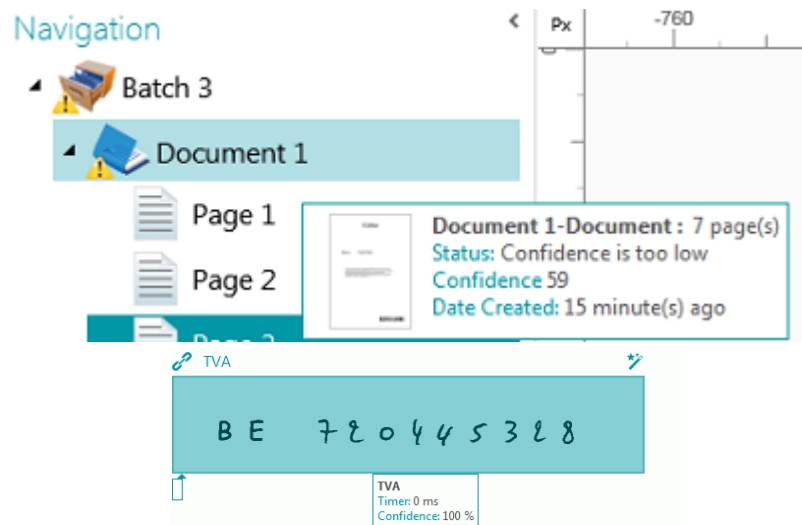 Navigation
Px
-760
Batch 3
Document 1
Page 1
Document 1-Document : 7 page(s)
Status: Confidence is too low
Page 2
Confidence 59
Date Created: 15 minute(s) ago
TVA
BE 720445328
TVA
Timer: 0 ms
Confidence: 100 %